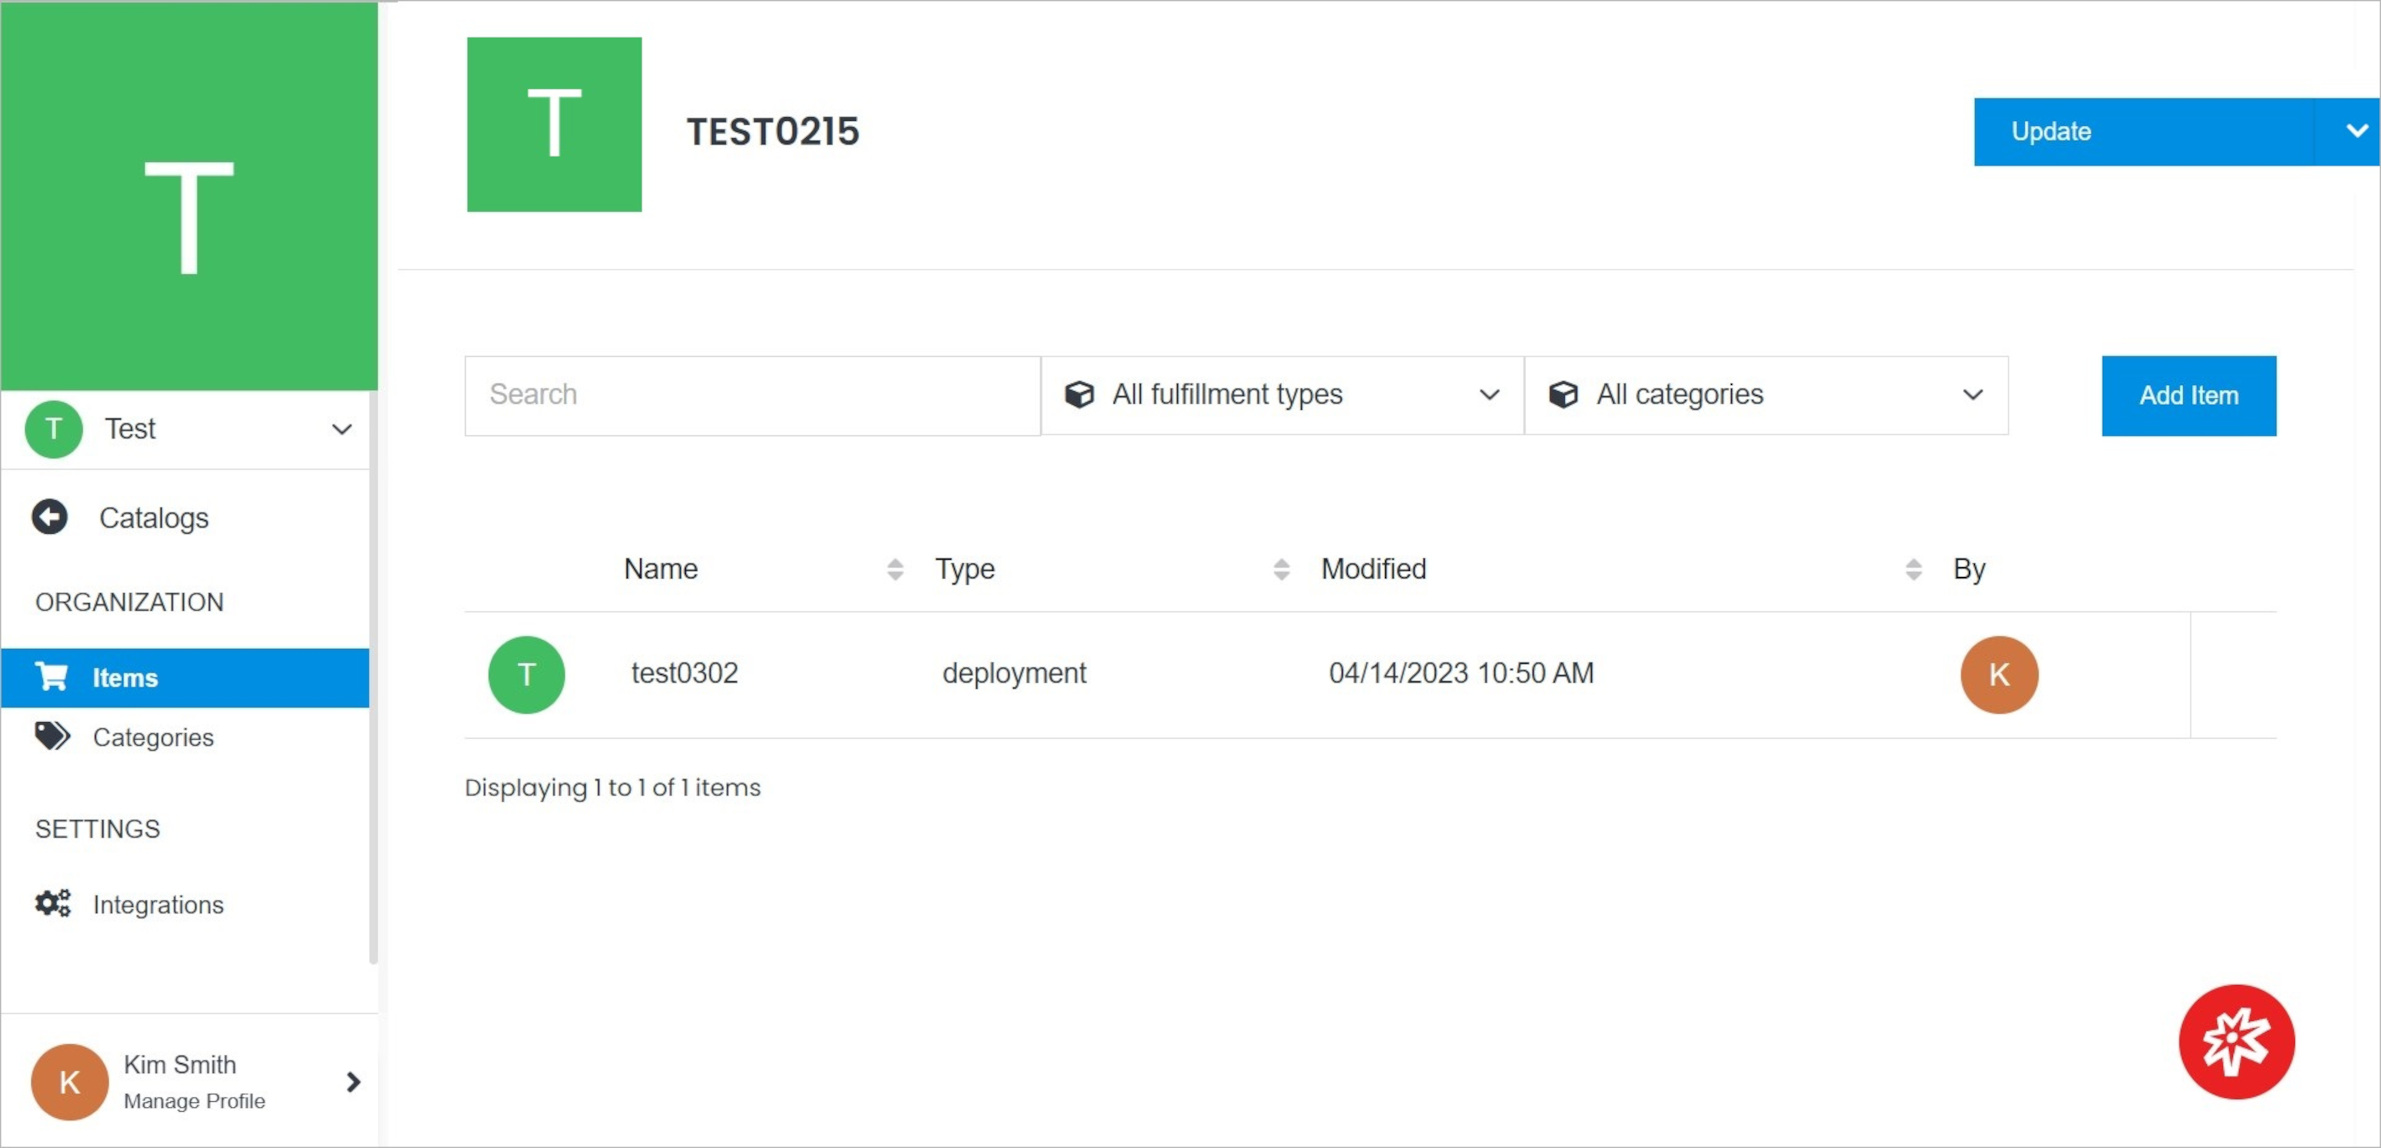 T
T
TEST0215
Update
T
Test
Catalogs
ORGANIZATION
Items
Categories
SETTINGS
Integrations
K
Kim Smith
Manage Profile
Search
All fulfillment types
All categories
Add Item
Name Type Modified By
T test0302 deployment 04/14/2023 10:50 AM K
Displaying 1 to 1 of 1 items